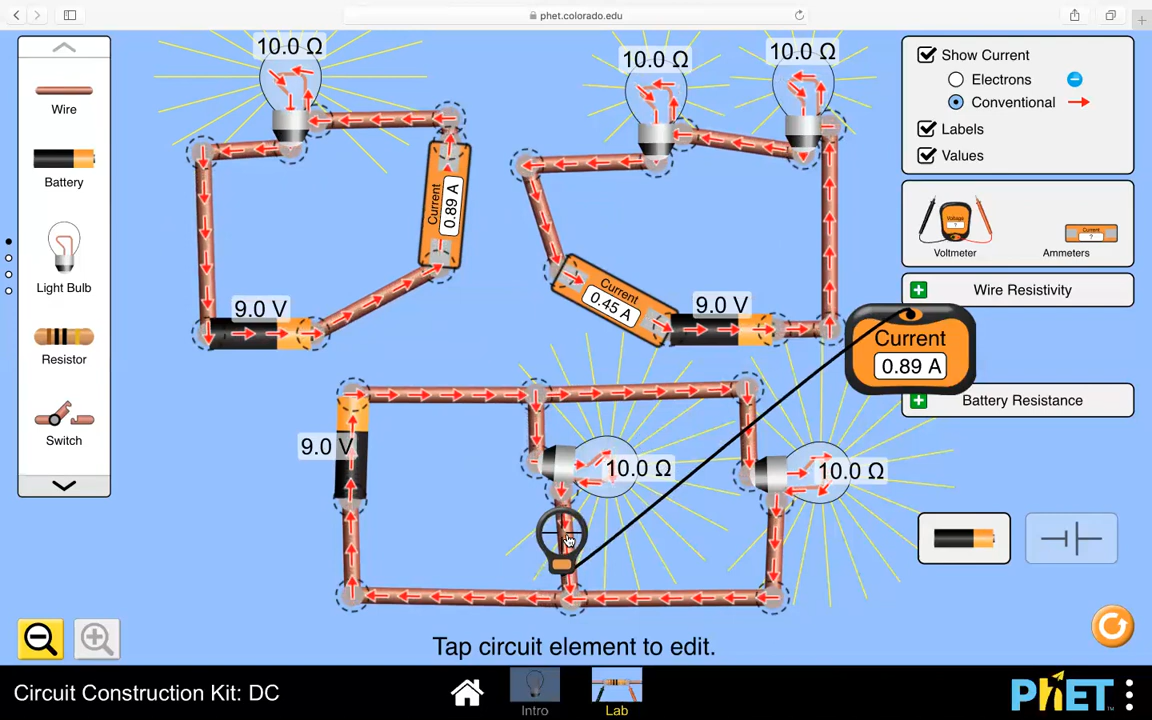 phet.colorado.edu
Wire
Battery
Light Bulb
Resistor
Switch
10.0 Ω
Current
0.89 A
9.0 V
10.0 Ω
10.0 Ω
Current
0.45 A
9.0 V
9.0 V
10.0 Ω
10.0 Ω
Current
0.89 A
Show Current
Electrons
Conventional
Labels
Values
Voltage
?
Voltmeter
Current
?
Ammeters
Wire Resistivity
Battery Resistance
Tap circuit element to edit.
Circuit Construction Kit: DC
Intro
Lab
PhET